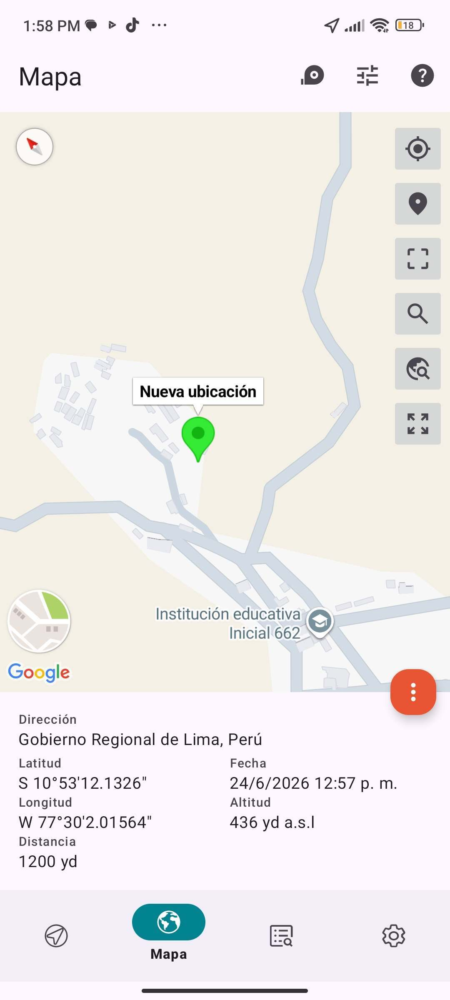 1:58 PM
18
Mapa
Nueva ubicación
Institución educativa
Inicial 662
Google
Dirección
Gobierno Regional de Lima, Perú
Latitud
Fecha
S 10°53'12.1326"
24/6/2026 12:57 p. m.
Longitud
Altitud
W 77°30'2.01564"
436 yd a.s.l
Distancia
1200 yd
Mapa